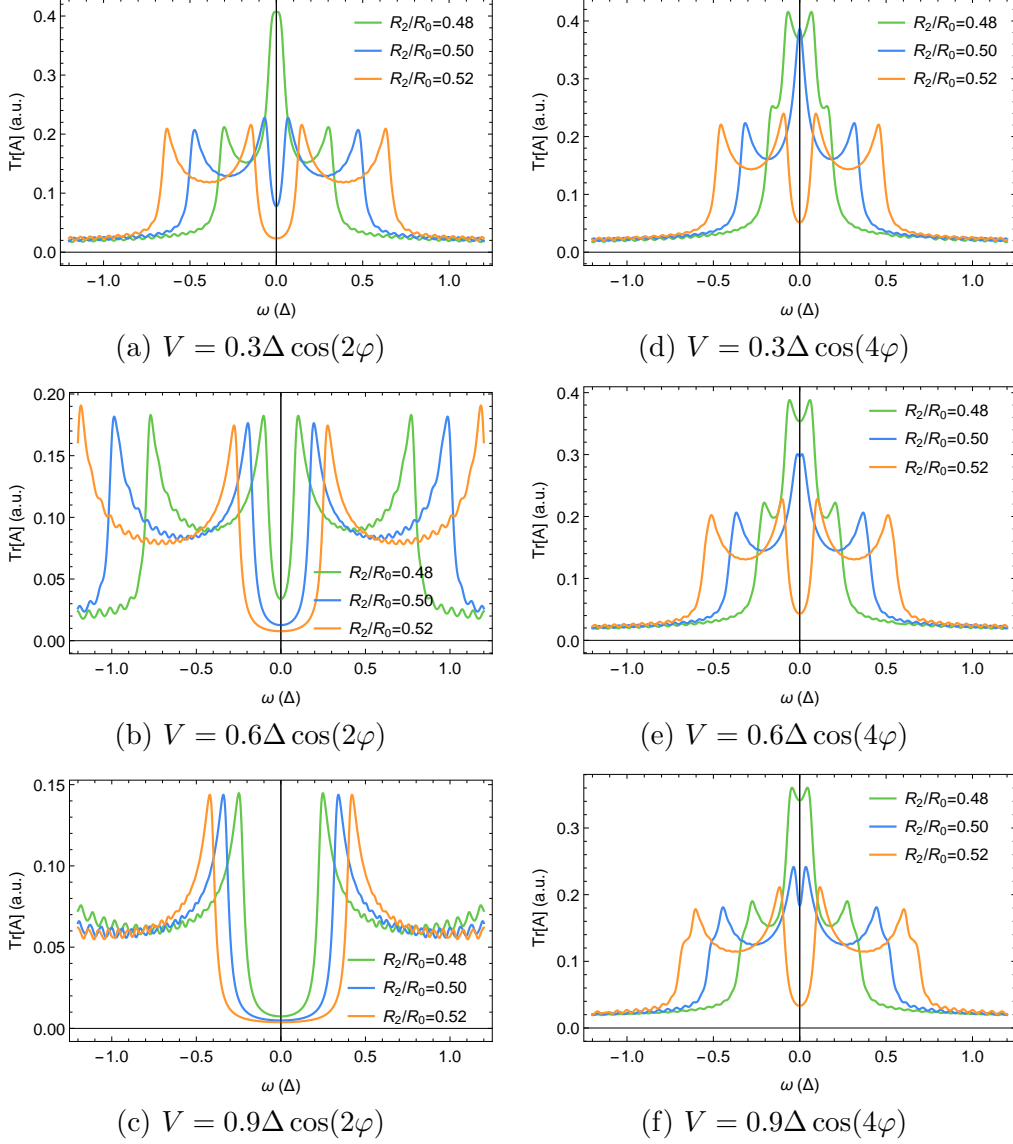 Tr[A] (a.u.)
0.4
0.3
0.2
0.1
0.0
R2/R0=0.48
R2/R0=0.50
R2/R0=0.52
−1.0 −0.5 0.0 0.5 1.0
ω (Δ)
(a) V = 0.3Δ cos(2φ)
Tr[A] (a.u.)
0.4
0.3
0.2
0.1
0.0
R2/R0=0.48
R2/R0=0.50
R2/R0=0.52
−1.0 −0.5 0.0 0.5 1.0
ω (Δ)
(d) V = 0.3Δ cos(4φ)
Tr[A] (a.u.)
0.20
0.15
0.10
0.05
0.00
R2/R0=0.48
R2/R0=0.50
R2/R0=0.52
−1.0 −0.5 0.0 0.5 1.0
ω (Δ)
(b) V = 0.6Δ cos(2φ)
Tr[A] (a.u.)
0.4
0.3
0.2
0.1
0.0
R2/R0=0.48
R2/R0=0.50
R2/R0=0.52
−1.0 −0.5 0.0 0.5 1.0
ω (Δ)
(e) V = 0.6Δ cos(4φ)
Tr[A] (a.u.)
0.15
0.10
0.05
0.00
R2/R0=0.48
R2/R0=0.50
R2/R0=0.52
−1.0 −0.5 0.0 0.5 1.0
ω (Δ)
(c) V = 0.9Δ cos(2φ)
Tr[A] (a.u.)
0.3
0.2
0.1
0.0
R2/R0=0.48
R2/R0=0.50
R2/R0=0.52
−1.0 −0.5 0.0 0.5 1.0
ω (Δ)
(f) V = 0.9Δ cos(4φ)